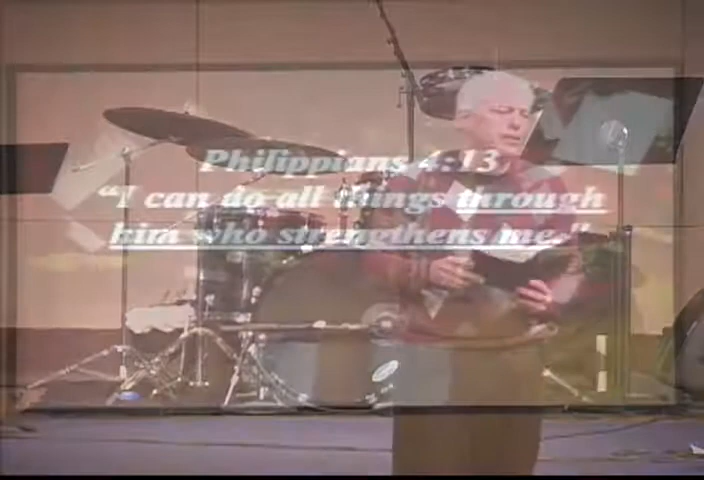 Philippians 4:13
“I can do all things through
him who strengthens me.”